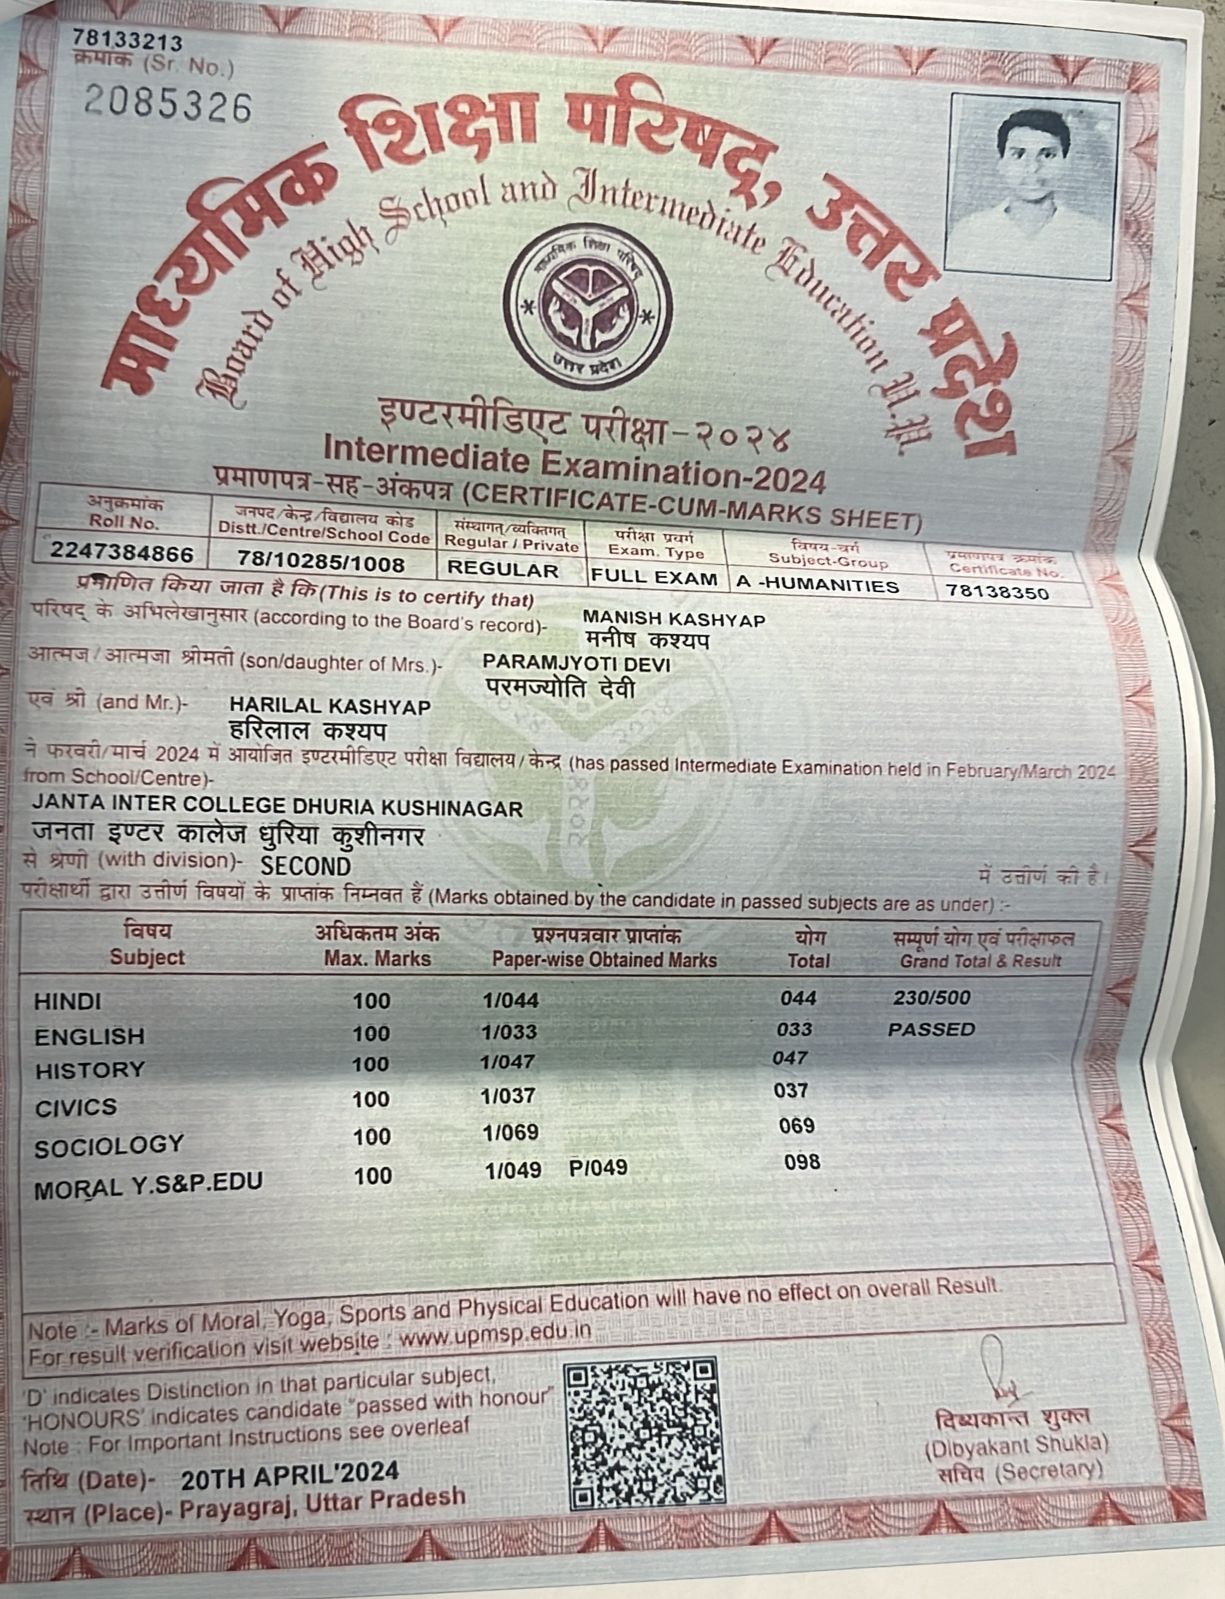 78133213
क्रमांक (Sr. No.)
2085326
माध्यमिक शिक्षा परिषद्, उत्तर प्रदेश
Board of High School and Intermediate Education U.P.
माध्यमिक शिक्षा परिषद
उत्तर प्रदेश
इण्टरमीडिएट परीक्षा-२०२४
Intermediate Examination-2024
प्रमाणपत्र-सह-अंकपत्र (CERTIFICATE-CUM-MARKS SHEET)
अनुक्रमांक जनपद/केन्द्र/विद्यालय कोड संस्थागत्/व्यक्तिगत् परीक्षा प्रवर्ग विषय-वर्ग प्रमाणपत्र क्रमांक
Roll No. Distt./Centre/School Code Regular / Private Exam. Type Subject-Group Certificate No.
2247384866 78/10285/1008 REGULAR FULL EXAM A -HUMANITIES 78138350
प्रमाणित किया जाता है कि (This is to certify that)
परिषद् के अभिलेखानुसार (according to the Board's record)- MANISH KASHYAP
मनीष कश्यप
आत्मज/आत्मजा श्रीमती (son/daughter of Mrs.)- PARAMJYOTI DEVI
परमज्योति देवी
एवं श्री (and Mr.)- HARILAL KASHYAP
हरिलाल कश्यप
ने फरवरी/मार्च 2024 में आयोजित इण्टरमीडिएट परीक्षा विद्यालय/केन्द्र (has passed Intermediate Examination held in February/March 2024
from School/Centre)-
JANTA INTER COLLEGE DHURIA KUSHINAGAR
जनता इण्टर कालेज धुरिया कुशीनगर
से श्रेणी (with division)- SECOND में उत्तीर्ण की है।
परीक्षार्थी द्वारा उत्तीर्ण विषयों के प्राप्तांक निम्नवत हैं (Marks obtained by the candidate in passed subjects are as under) :-
विषय अधिकतम अंक प्रश्नपत्रवार प्राप्तांक योग सम्पूर्ण योग एवं परीक्षाफल
Subject Max. Marks Paper-wise Obtained Marks Total Grand Total & Result
HINDI 100 1/044 044 230/500
ENGLISH 100 1/033 033 PASSED
HISTORY 100 1/047 047
CIVICS 100 1/037 037
SOCIOLOGY 100 1/069 069
MORAL Y.S&P.EDU 100 1/049 P/049 098
Note :- Marks of Moral, Yoga, Sports and Physical Education will have no effect on overall Result.
For result verification visit website : www.upmsp.edu.in
'D' indicates Distinction in that particular subject,
'HONOURS' indicates candidate "passed with honour"
Note : For Important Instructions see overleaf
तिथि (Date)- 20TH APRIL'2024
स्थान (Place)- Prayagraj, Uttar Pradesh
दिब्यकान्त शुक्ल
(Dibyakant Shukla)
सचिव (Secretary)